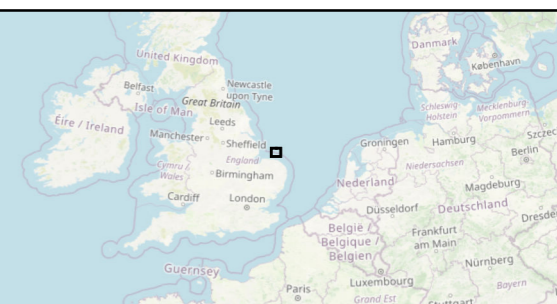 Danmark
United Kingdom
København
Belfast
Newcastle
upon Tyne
Great Britain
Isle of Man
Schleswig-
Holstein
Mecklenburg-
Vorpommern
Éire / Ireland
Leeds
Manchester
Sheffield
Groningen
Hamburg
Szczec
England
Berlin
Cymru /
Wales
Birmingham
Niedersachsen
Nederland
Magdeburg
Cardiff
London
Düsseldorf
Deutschland
Dresde
België /
Belgique /
Belgien
Frankfurt
am Main
Guernsey
Nürnberg
Luxembourg
Paris
Bayern
Grand Est
Stuttgart